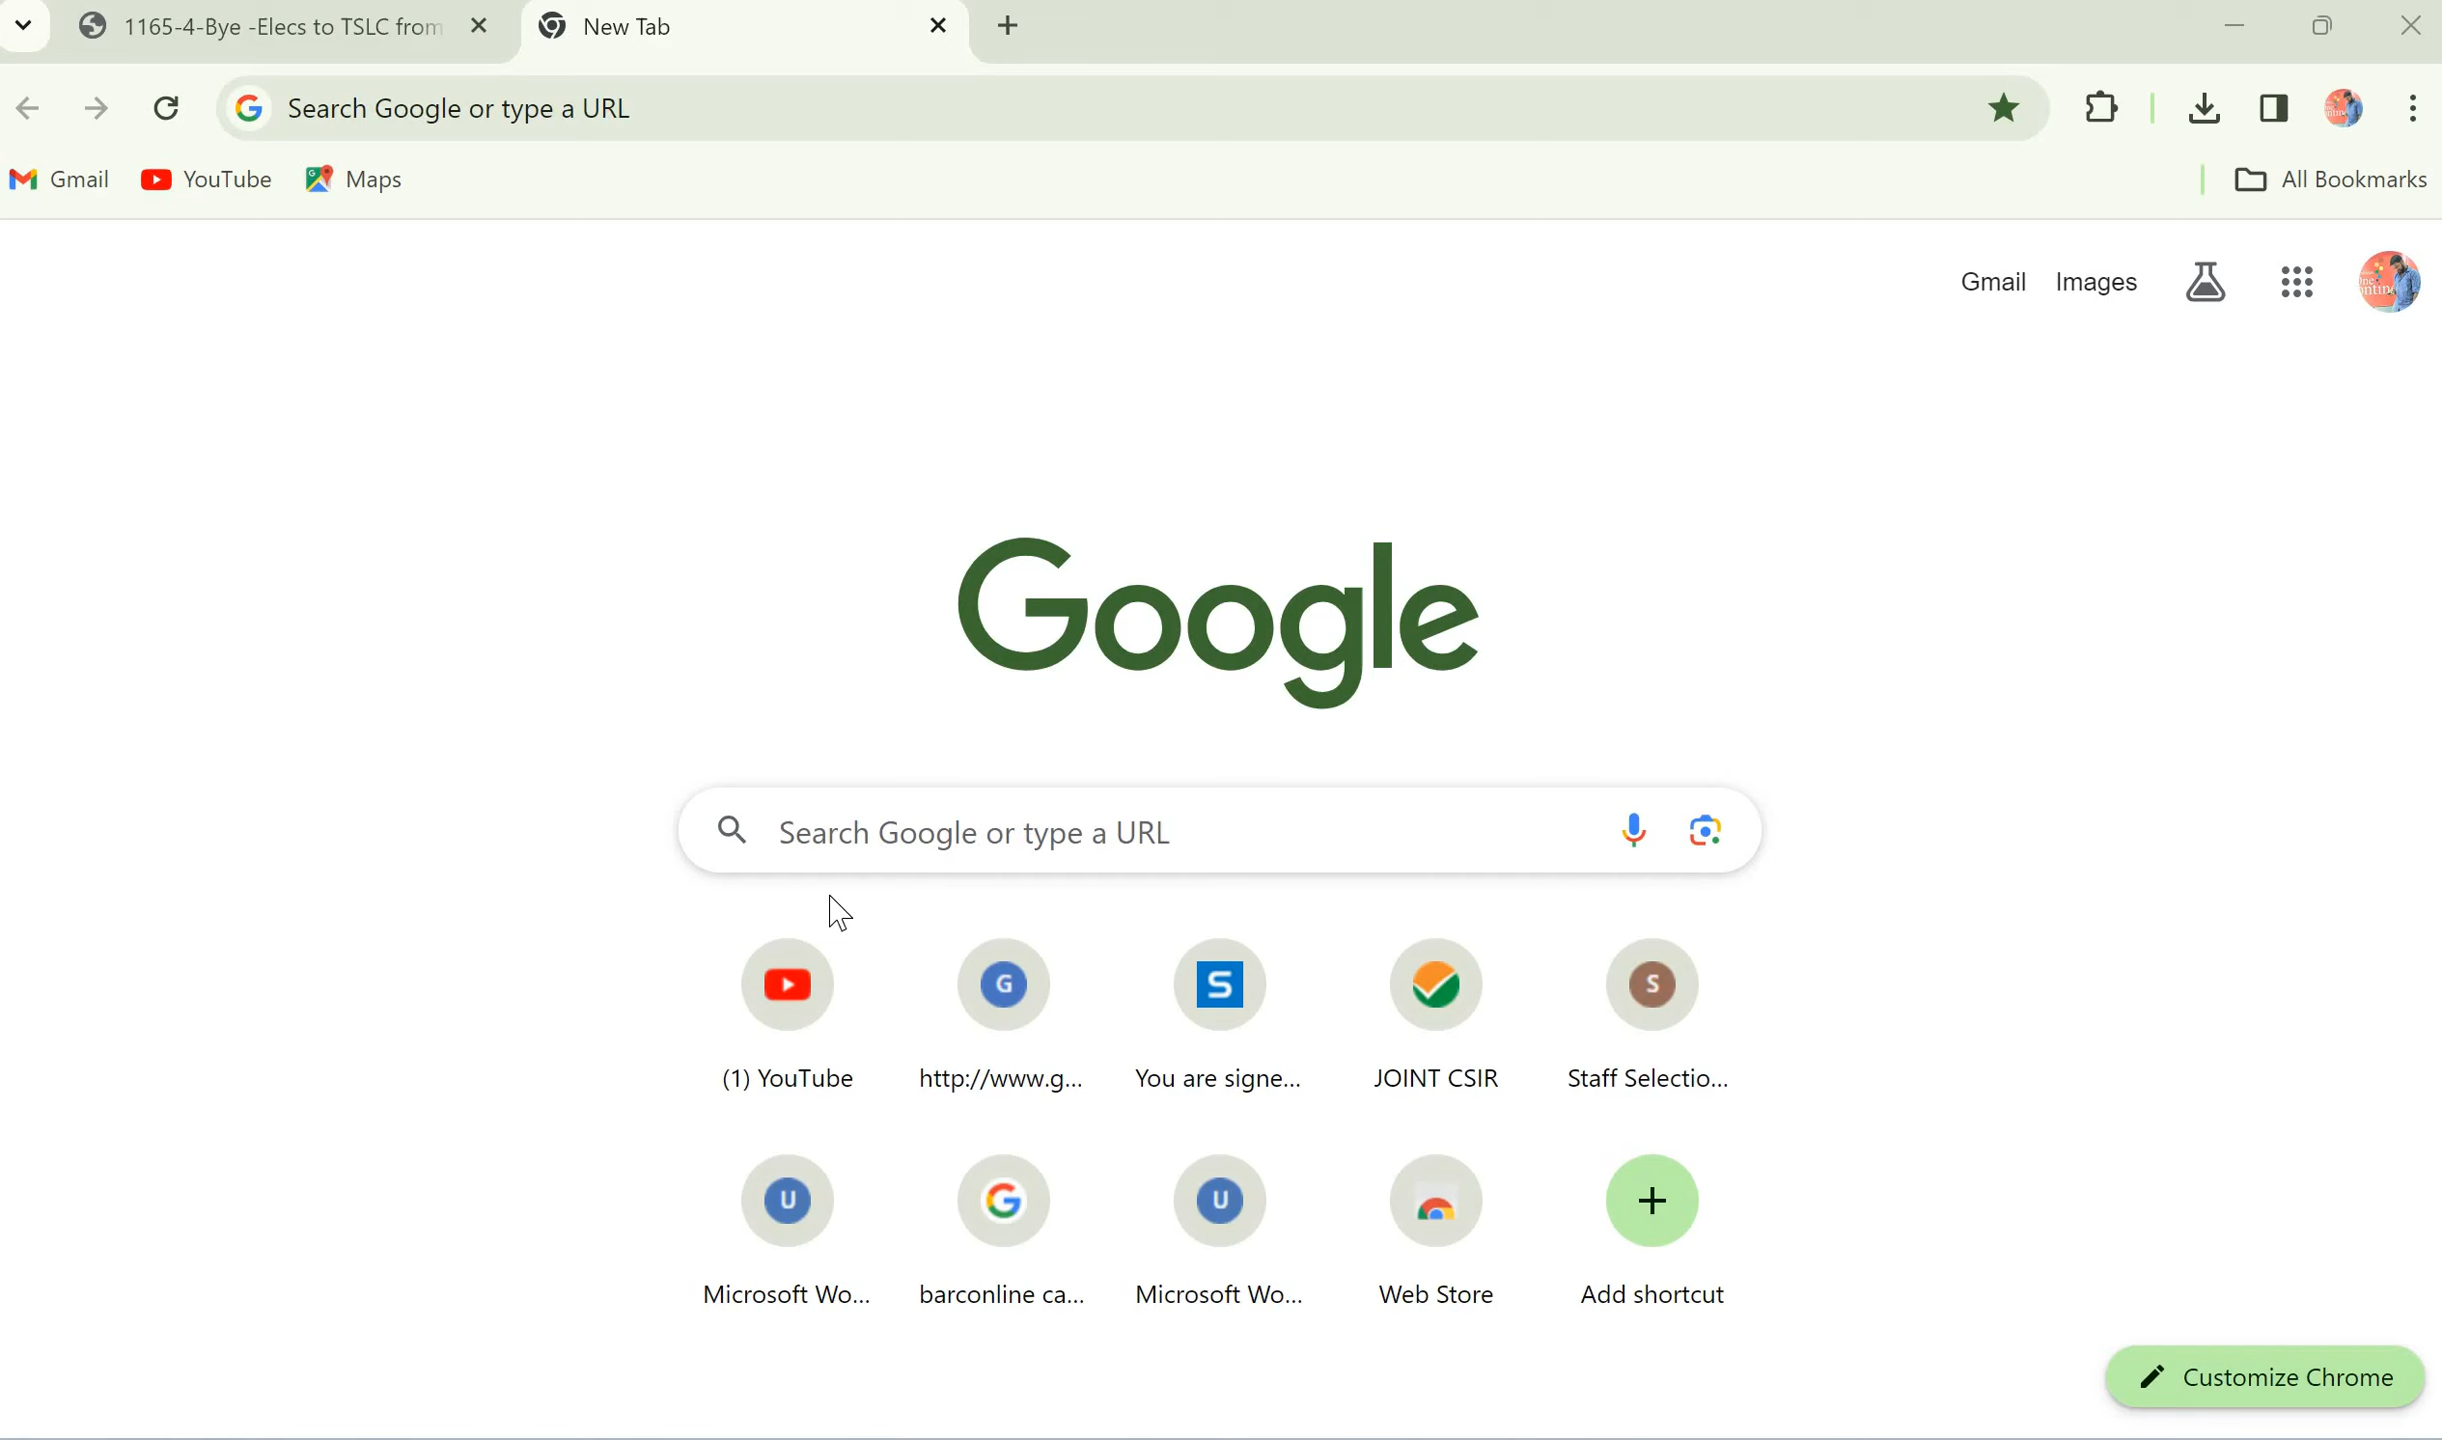 1165-4-Bye -Elecs to TSLC from
New Tab
Search Google or type a URL
Gmail
YouTube
Maps
All Bookmarks
Gmail
Images
Google
Search Google or type a URL
(1) YouTube
http://www.g...
You are signe...
JOINT CSIR
Staff Selectio...
Microsoft Wo...
barconline ca...
Microsoft Wo...
Web Store
Add shortcut
Customize Chrome